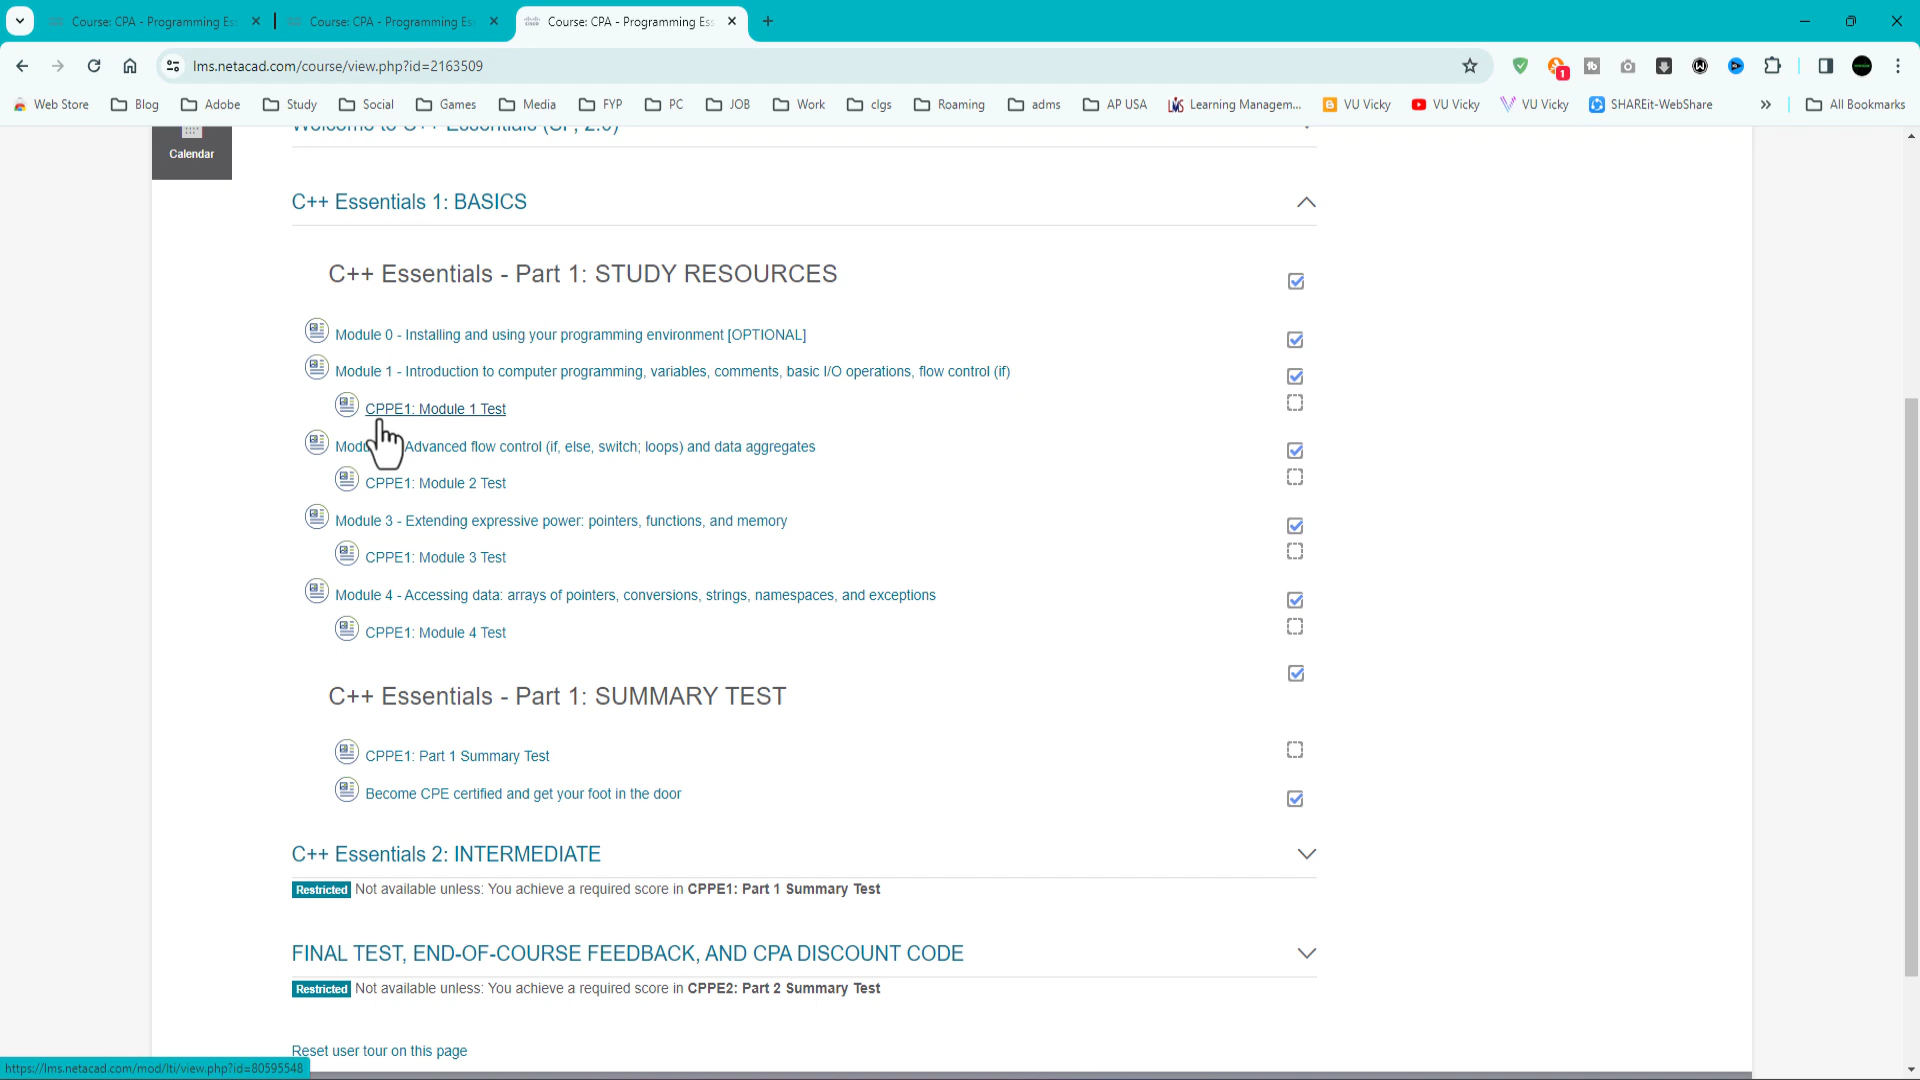 Course: CPA - Programming Es
Course: CPA - Programming Es
Course: CPA - Programming Ess
lms.netacad.com/course/view.php?id=2163509
1
Web Store
Blog
Adobe
Study
Social
Games
Media
FYP
PC
JOB
Work
clgs
Roaming
adms
AP USA
Learning Managem...
VU Vicky
VU Vicky
VU Vicky
SHAREit-WebShare
All Bookmarks
Welcome to C++ Essentials (SP, 2.0)
Calendar
C++ Essentials 1: BASICS
C++ Essentials - Part 1: STUDY RESOURCES
Module 0 - Installing and using your programming environment [OPTIONAL]
Module 1 - Introduction to computer programming, variables, comments, basic I/O operations, flow control (if)
CPPE1: Module 1 Test
Modu Advanced flow control (if, else, switch; loops) and data aggregates
CPPE1: Module 2 Test
Module 3 - Extending expressive power: pointers, functions, and memory
CPPE1: Module 3 Test
Module 4 - Accessing data: arrays of pointers, conversions, strings, namespaces, and exceptions
CPPE1: Module 4 Test
C++ Essentials - Part 1: SUMMARY TEST
CPPE1: Part 1 Summary Test
Become CPE certified and get your foot in the door
C++ Essentials 2: INTERMEDIATE
Restricted Not available unless: You achieve a required score in CPPE1: Part 1 Summary Test
FINAL TEST, END-OF-COURSE FEEDBACK, AND CPA DISCOUNT CODE
Restricted Not available unless: You achieve a required score in CPPE2: Part 2 Summary Test
Reset user tour on this page
https://lms.netacad.com/mod/lti/view.php?id=80595548